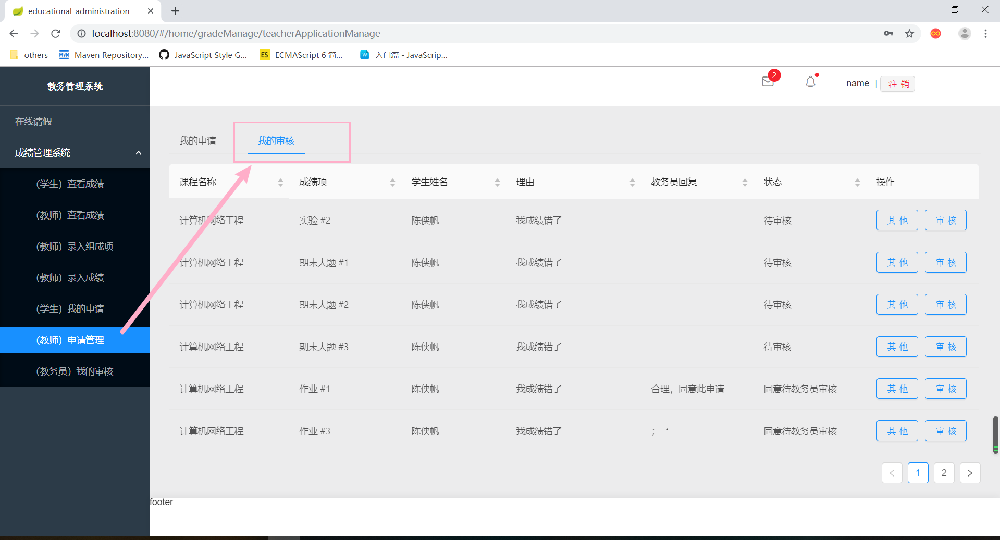 educational_administration
localhost:8080/#/home/gradeManage/teacherApplicationManage
others
Maven Repository...
JavaScript Style G...
ES
ECMAScript 6 简...
W
入门篇 - JavaScrip...
教务管理系统
2
name | 注 销
在线请假
成绩管理系统
(学生) 查看成绩
(教师) 查看成绩
(教师) 录入组成项
(教师) 录入成绩
(学生) 我的申请
(教师) 申请管理
(教务员) 我的审核
我的申请 我的审核
课程名称 成绩项 学生姓名 理由 教务员回复 状态 操作
计算机网络工程 实验 #2 陈侠帆 我成绩错了 待审核 其 他 审 核
计算机网络工程 期末大题 #1 陈侠帆 我成绩错了 待审核 其 他 审 核
计算机网络工程 期末大题 #2 陈侠帆 我成绩错了 待审核 其 他 审 核
计算机网络工程 期末大题 #3 陈侠帆 我成绩错了 待审核 其 他 审 核
计算机网络工程 作业 #1 陈侠帆 我成绩错了 合理，同意此申请 同意待教务员审核 其 他 审 核
计算机网络工程 作业 #3 陈侠帆 我成绩错了 ； ‘ 同意待教务员审核 其 他 审 核
< 1 2 >
footer